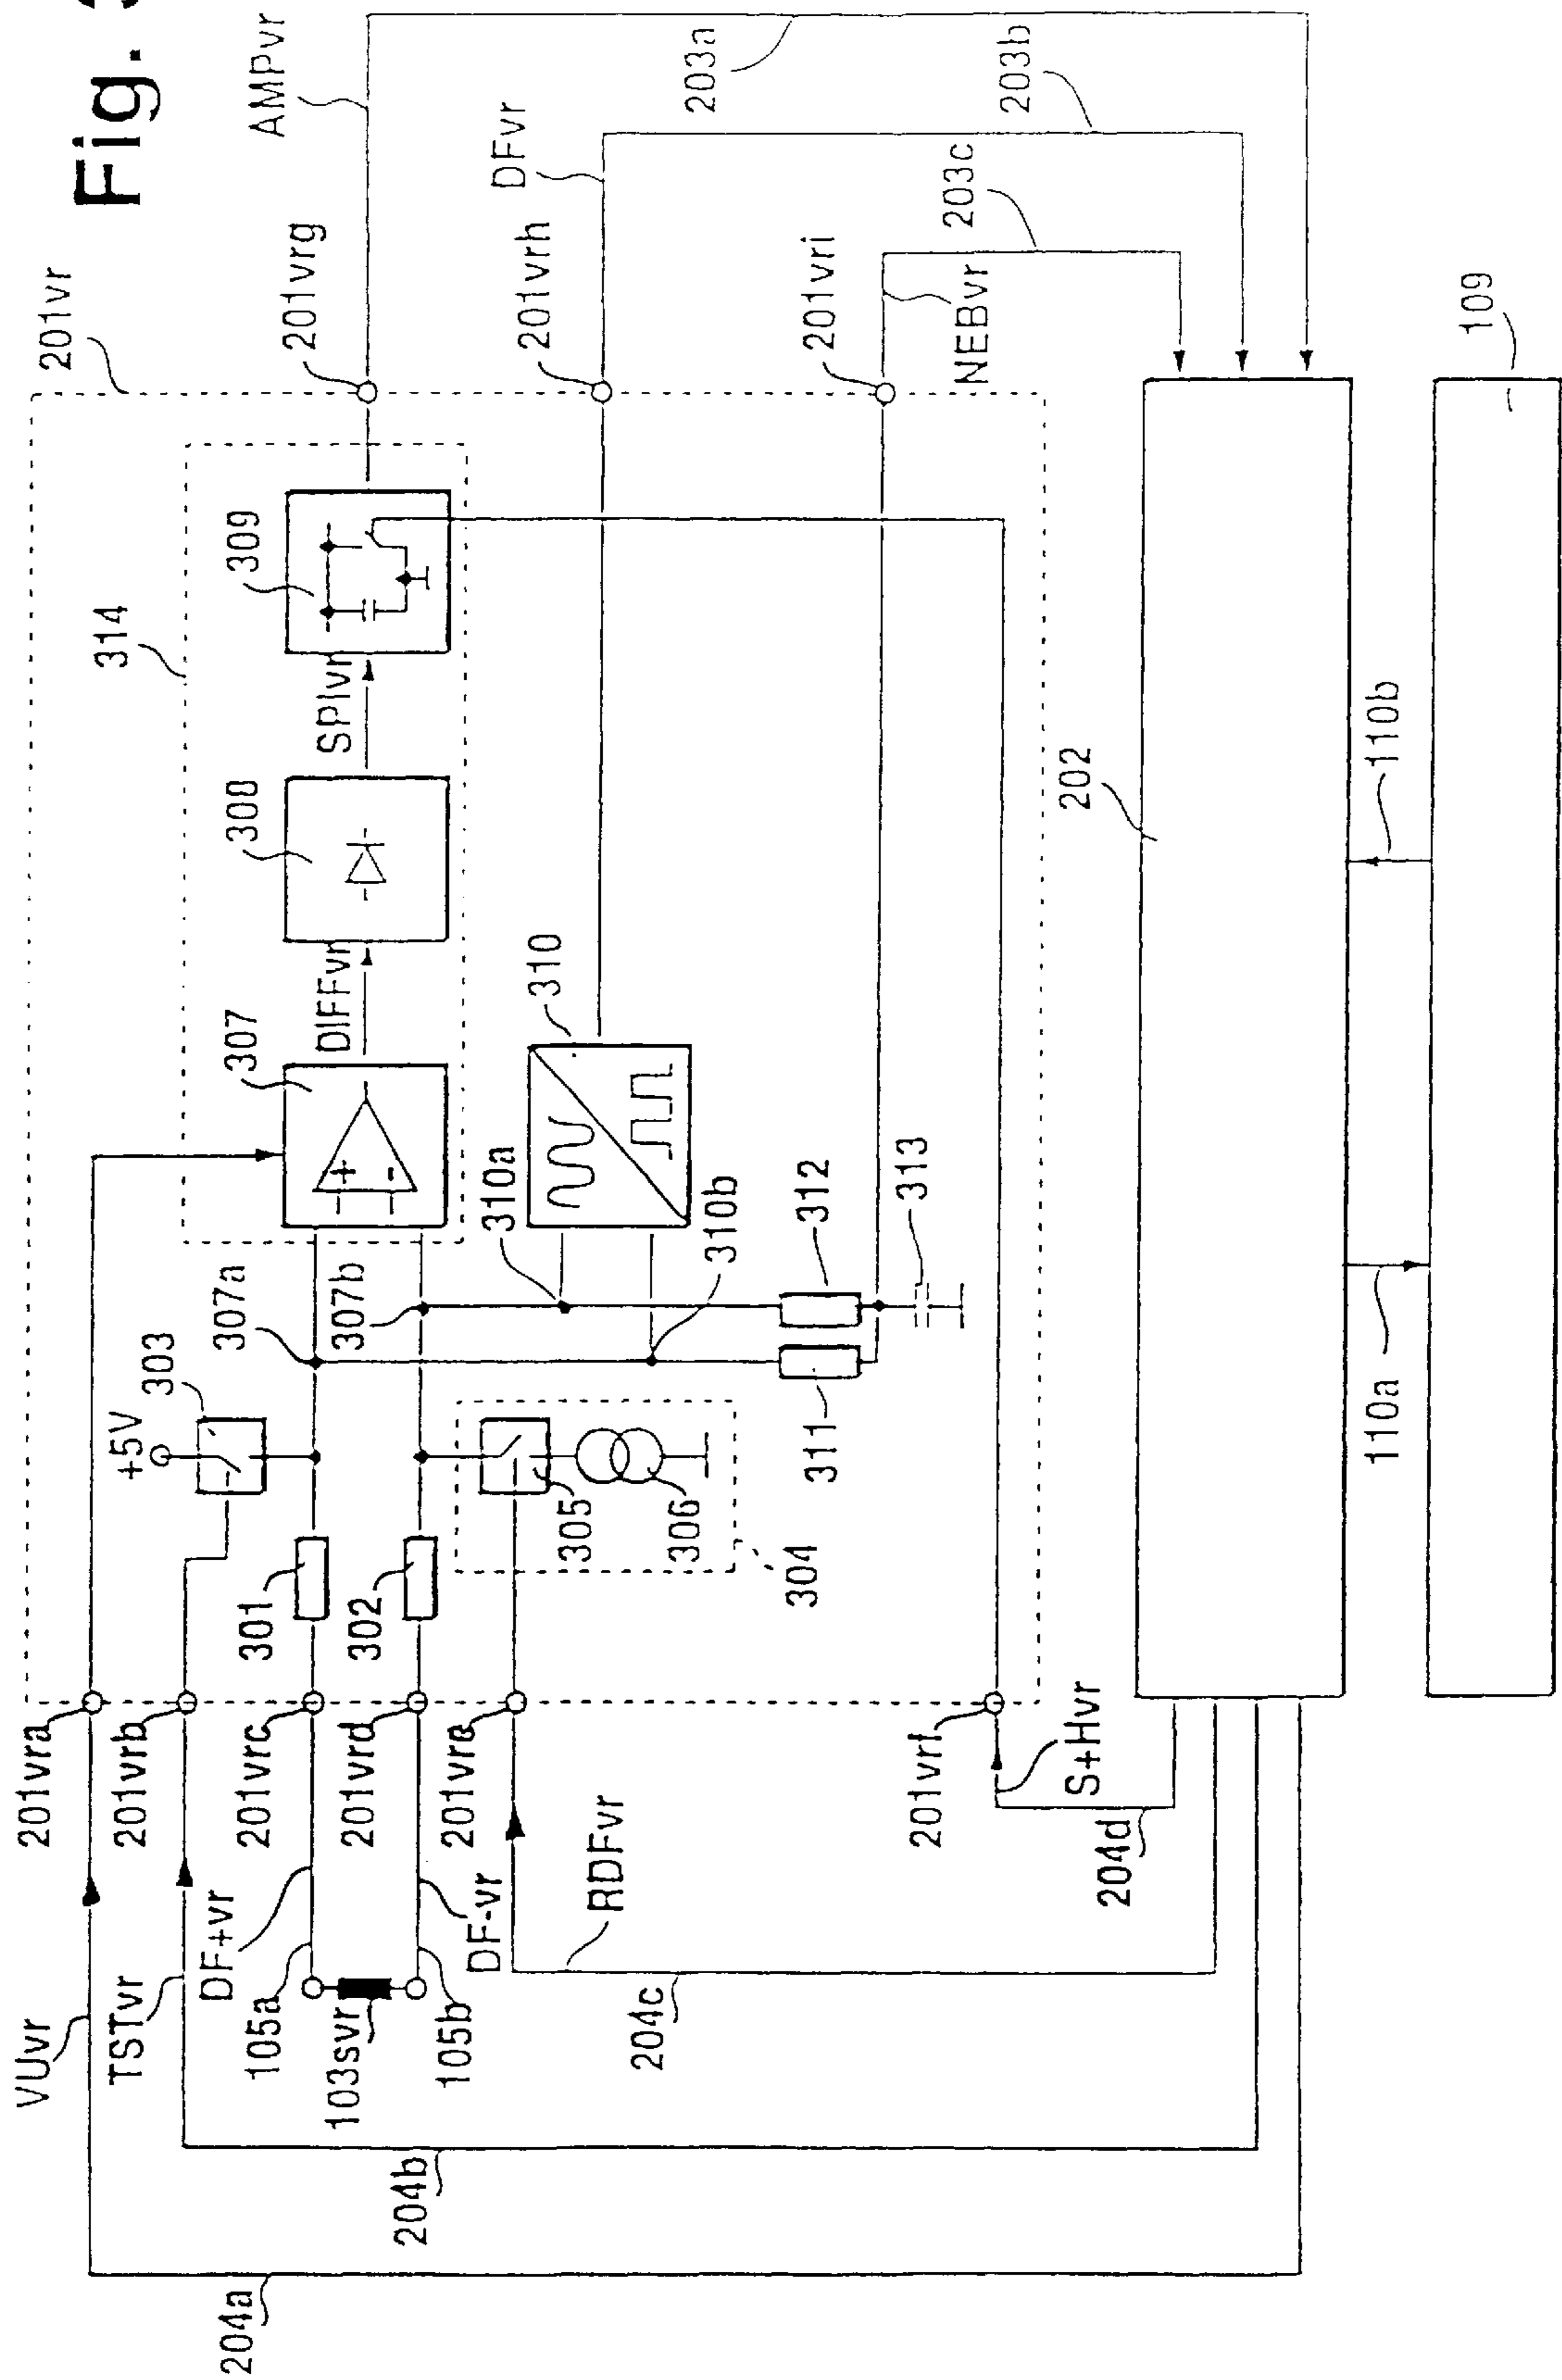 Fig. 3
201vr
AMPvr
203a
203b
DFvr
203c
201vrg
201vrh
201vri
NEBvr
109
314
309
SPIvr
308
DIFFvr
307
310
202
110b
310a
310b
312
313
307a
307b
303
+5V
311
110a
305
306
304
301
302
201vra
201vrb
201vrc
201vrd
201vre
201vrf
S+Hvr
204d
VUvr
TSTvr
DF+vr
DF-vr
RDFvr
105a
103svr
105b
204c
204b
204a